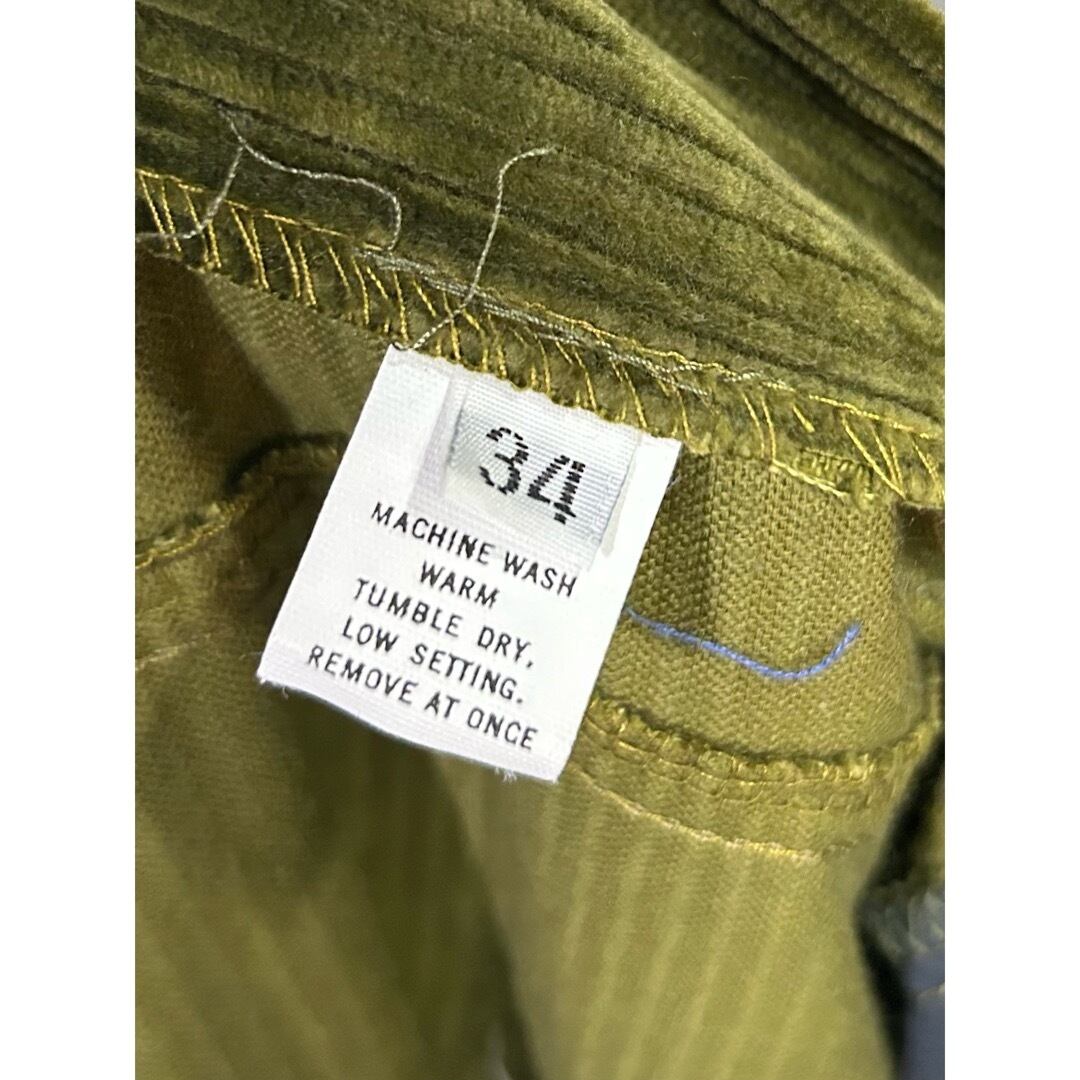 34
MACHINE WASH
WARM
TUMBLE DRY,
LOW SETTING.
REMOVE AT ONCE